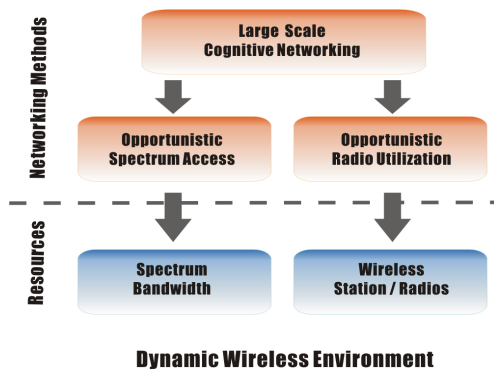 Networking Methods
Large Scale
Cognitive Networking
Opportunistic
Spectrum Access
Opportunistic
Radio Utilization
Resources
Spectrum
Bandwidth
Wireless
Station / Radios
Dynamic Wireless Environment